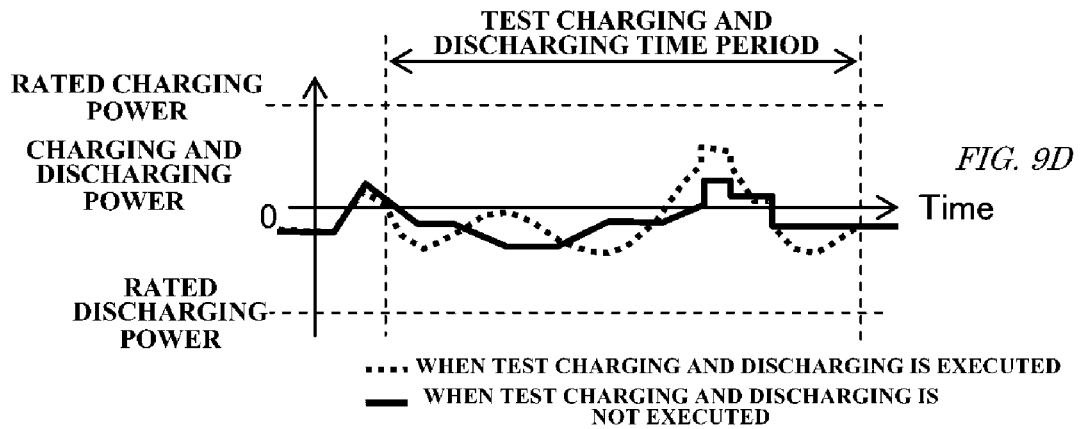 TEST CHARGING AND
DISCHARGING TIME PERIOD
RATED CHARGING
POWER
CHARGING AND
DISCHARGING
POWER
FIG. 9D
0
Time
RATED
DISCHARGING
POWER
WHEN TEST CHARGING AND DISCHARGING IS EXECUTED
WHEN TEST CHARGING AND DISCHARGING IS
NOT EXECUTED